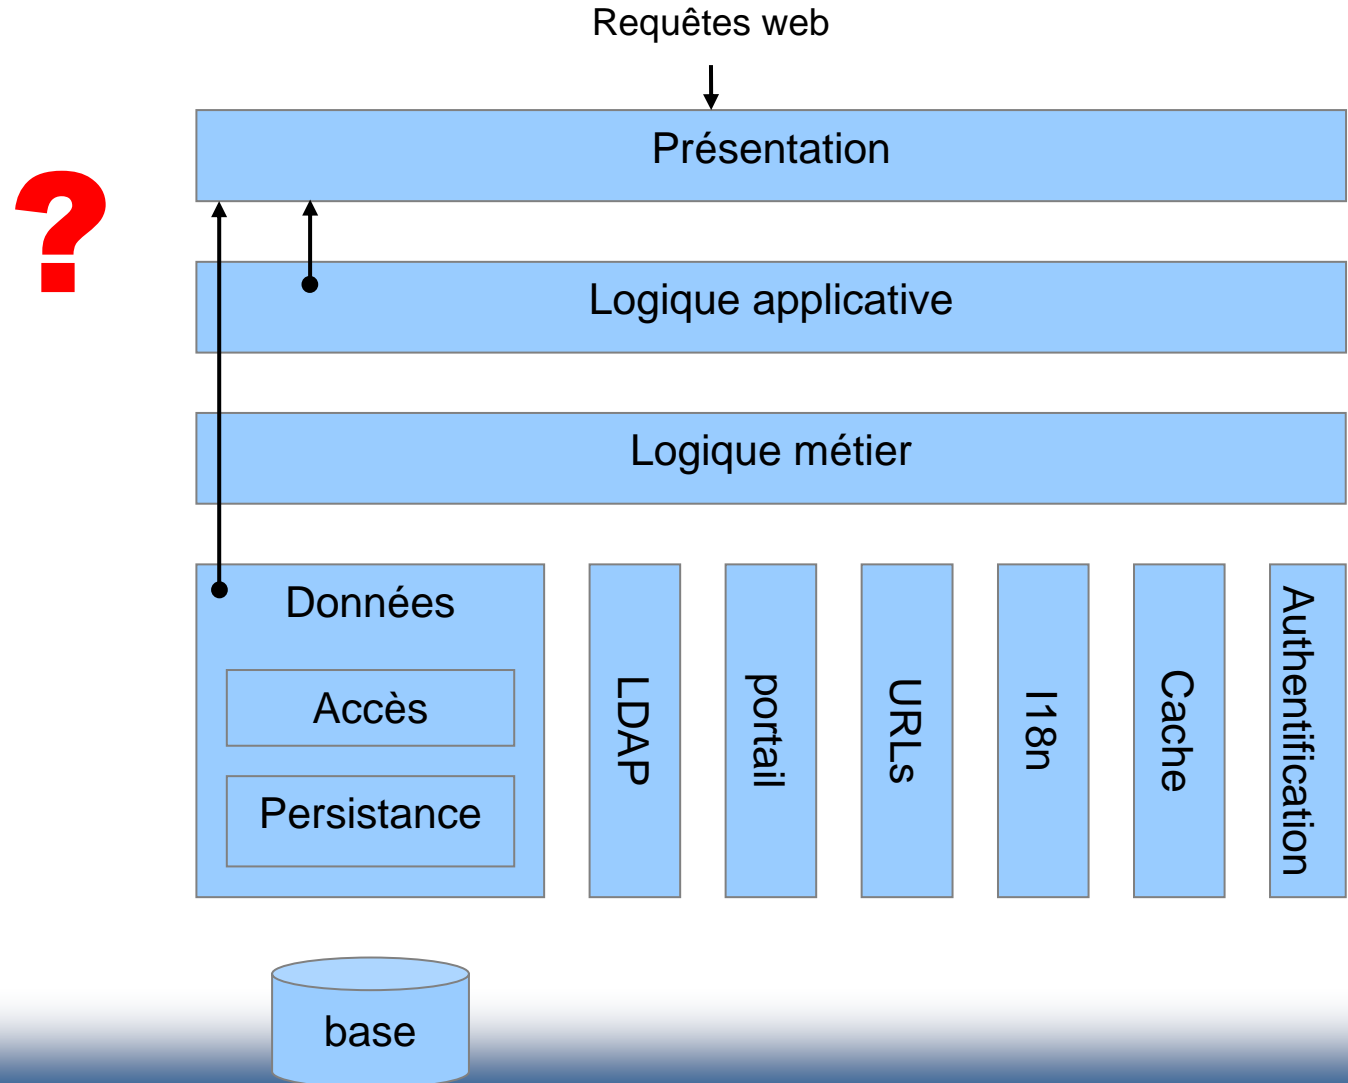 Requêtes web
Présentation
?
Logique applicative
Logique métier
Données
Accès
Persistance
LDAP
portail
URLs
I18n
Cache
Authentification
base